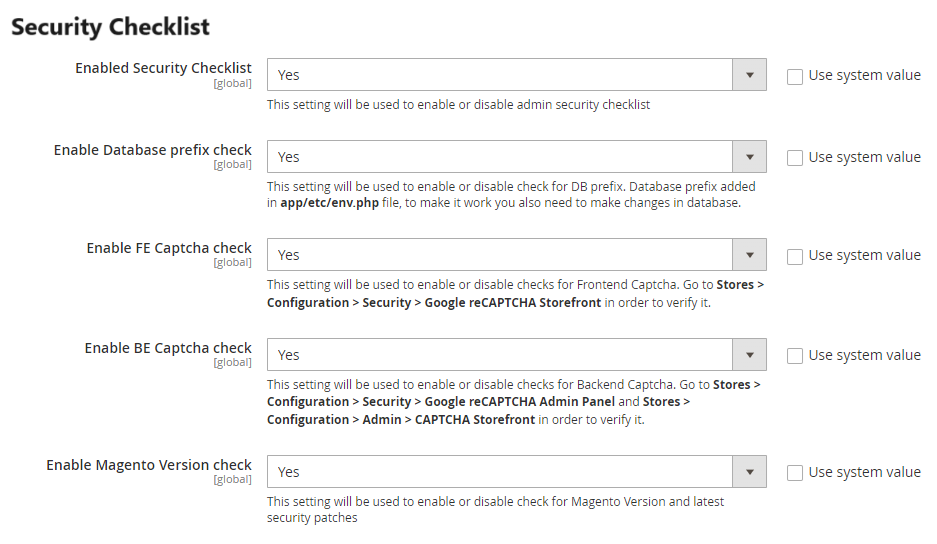 Security Checklist
Enabled Security Checklist
[global]
Yes
Use system value
This setting will be used to enable or disable admin security checklist
Enable Database prefix check
[global]
Yes
Use system value
This setting will be used to enable or disable check for DB prefix. Database prefix added
in app/etc/env.php file, to make it work you also need to make changes in database.
Enable FE Captcha check
[global]
Yes
Use system value
This setting will be used to enable or disable checks for Frontend Captcha. Go to Stores >
Configuration > Security > Google reCAPTCHA Storefront in order to verify it.
Enable BE Captcha check
[global]
Yes
Use system value
This setting will be used to enable or disable checks for Backend Captcha. Go to Stores >
Configuration > Security > Google reCAPTCHA Admin Panel and Stores >
Configuration > Admin > CAPTCHA Storefront in order to verify it.
Enable Magento Version check
[global]
Yes
Use system value
This setting will be used to enable or disable check for Magento Version and latest
security patches